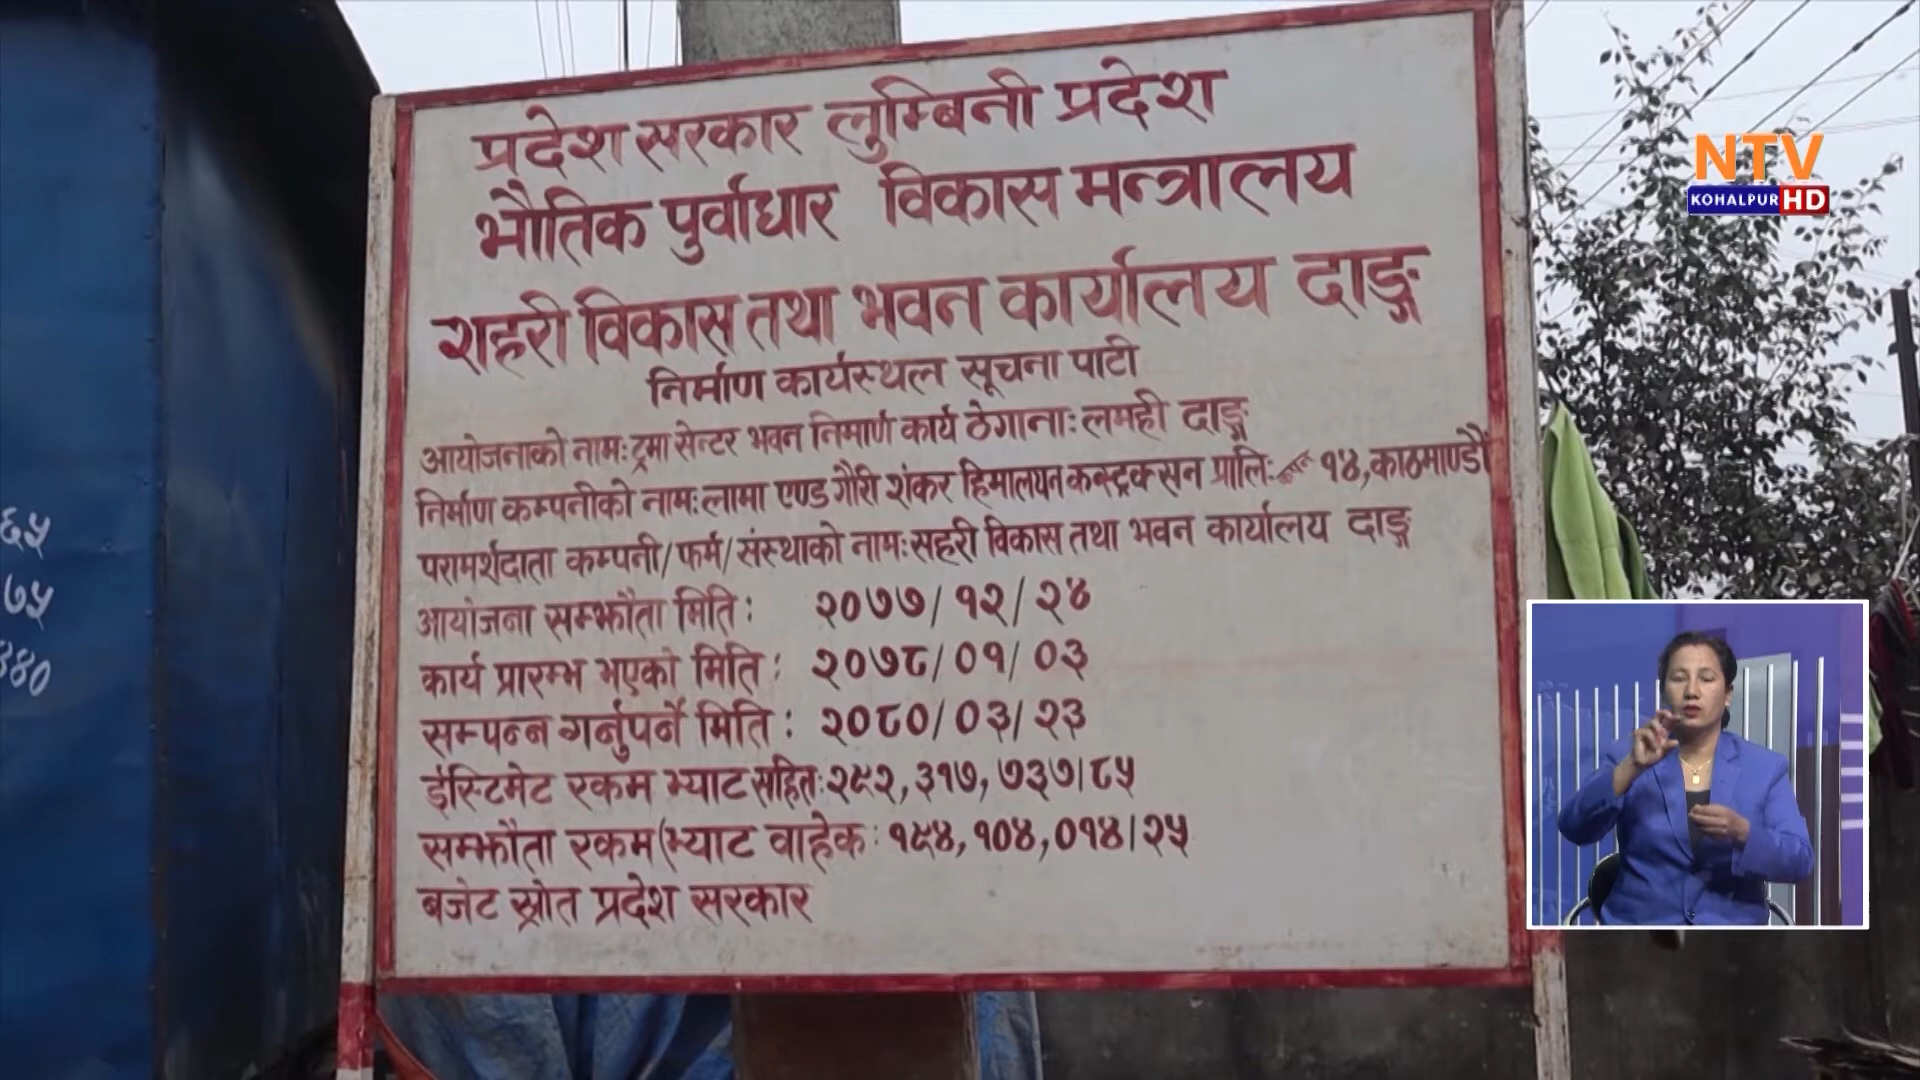 प्रदेश सरकार लुम्बिनी प्रदेश
भौतिक पुर्वाधार विकास मन्त्रालय
शहरी विकास तथा भवन कार्यालय दाङ्ग
निर्माण कार्यस्थल सूचना पाटी
आयोजनाको नामः ट्रमा सेन्टर भवन निमार्ण कार्य ठेगानाः लमही दाङ्ग
निर्माण कम्पनीको नामः लामा एण्ड गौरी शंकर हिमालयन कन्स्ट्रक्सन प्रालिः १४, काठमाण्डौ
परामर्शदाता कम्पनी/फर्म/संस्थाको नामः सहरी विकास तथा भवन कार्यालय दाङ्ग
आयोजना सम्झौता मिति : २०७७/१२/२४
कार्य प्रारम्भ भएको मिति : २०७८/०१/०३
सम्पन्न गर्नुपर्ने मिति : २०८०/०३/२३
ईस्टिमेट रकम भ्याट सहितः २९२,३१७,७३७।८५
सम्झौता रकम (भ्याट वाहेक : १९४,१०४,०१४।२५
बजेट स्रोत प्रदेश सरकार
NTV
KOHALPUR HD
६५
७५
४४०